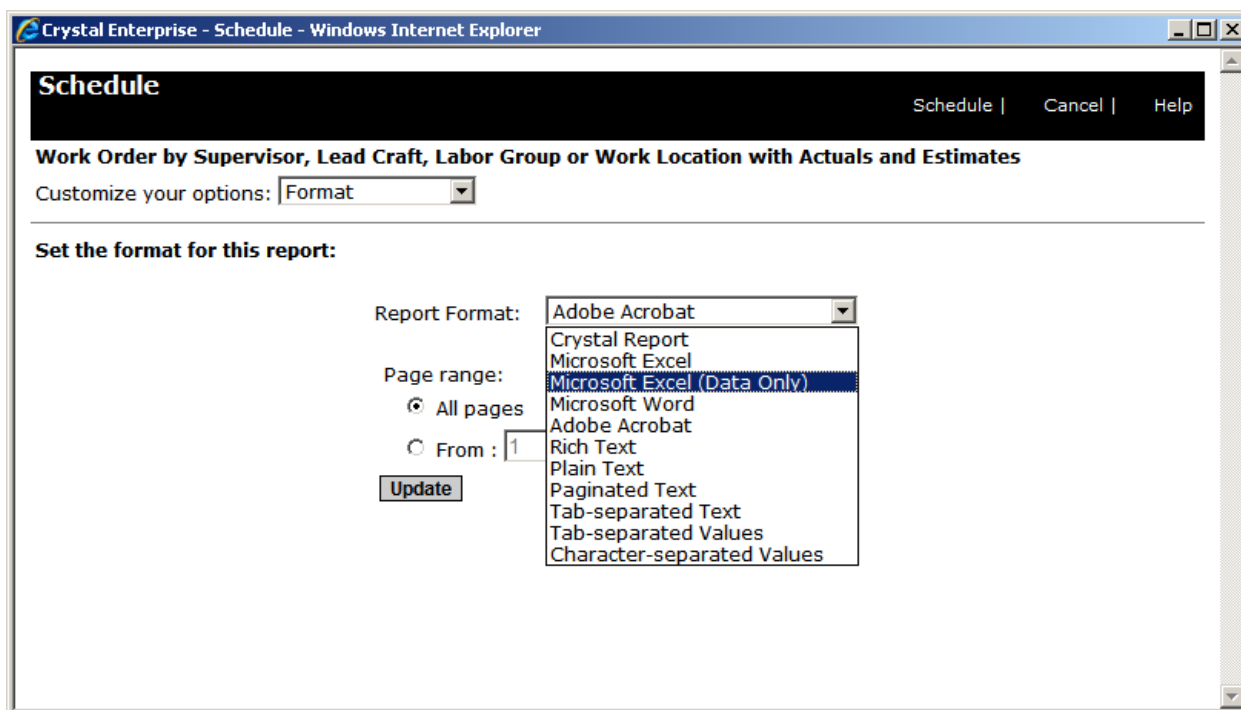 Crystal Enterprise - Schedule - Windows Internet Explorer
Schedule
Schedule | Cancel | Help
Work Order by Supervisor, Lead Craft, Labor Group or Work Location with Actuals and Estimates
Customize your options: Format
Set the format for this report:
Report Format: Adobe Acrobat
Crystal Report
Microsoft Excel
Page range:
Microsoft Excel (Data Only)
All pages
Microsoft Word
Adobe Acrobat
From : 1
Rich Text
Plain Text
Update
Paginated Text
Tab-separated Text
Tab-separated Values
Character-separated Values